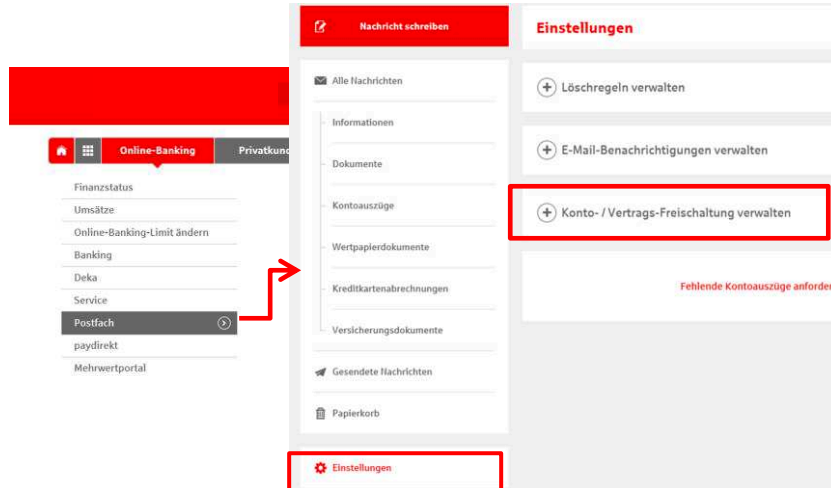 Online-Banking
Privatkund
Finanzstatus
Umsätze
Online-Banking-Limit ändern
Banking
Deka
Service
Postfach
paydirekt
Mehrwertportal
Nachricht schreiben
Alle Nachrichten
Informationen
Dokumente
Kontoauszüge
Wertpapierdokumente
Kreditkartenabrechnungen
Versicherungsdokumente
Gesendete Nachrichten
Papierkorb
Einstellungen
Einstellungen
Löschregeln verwalten
E-Mail-Benachrichtigungen verwalten
Konto- / Vertrags-Freischaltung verwalten
Fehlende Kontoauszüge anforder